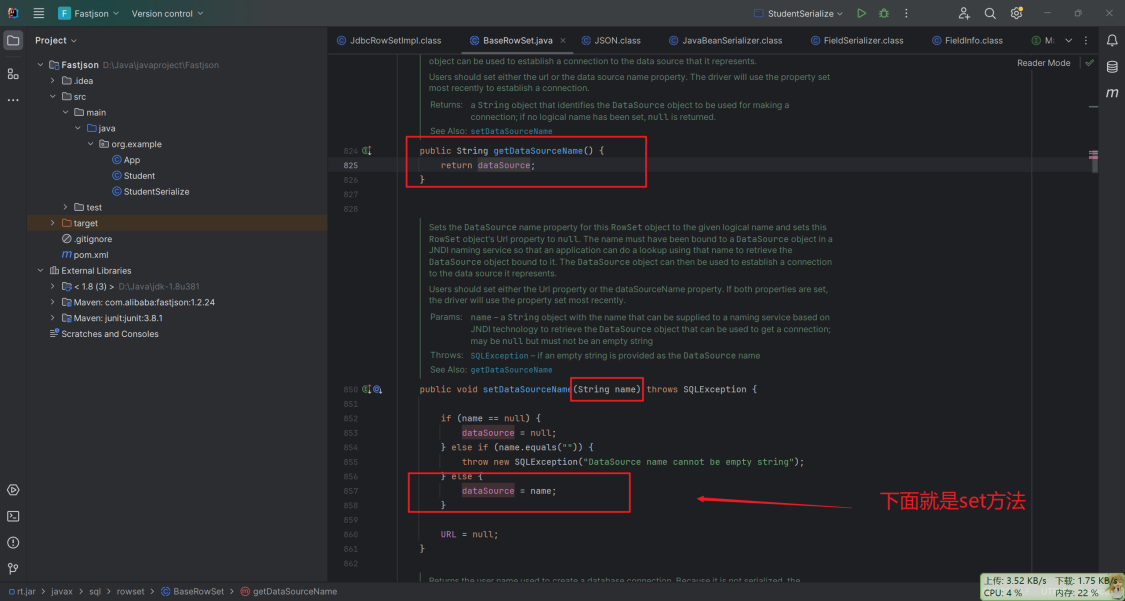 Fastjson
Version control
StudentSerialize
Project
JdbcRowSetImpl.class
BaseRowSet.java
JSON.class
JavaBeanSerializer.class
FieldSerializer.class
FieldInfo.class
Reader Mode
Fastjson D:\Java\javaproject\Fastjson
.idea
src
main
java
org.example
App
Student
StudentSerialize
test
target
.gitignore
pom.xml
External Libraries
< 1.8 (3) > D:\Java\jdk-1.8u381
Maven: com.alibaba:fastjson:1.2.24
Maven: junit:junit:3.8.1
Scratches and Consoles
object can be used to establish a connection to the data source that it represents.
Users should set either the url or the data source name property. The driver will use the property set
most recently to establish a connection.
Returns: a String object that identifies the DataSource object to be used for making a
connection; if no logical name has been set, null is returned.
See Also: setDataSourceName
824 public String getDataSourceName() {
825 return dataSource;
826 }
827
828
Sets the DataSource name property for this RowSet object to the given logical name and sets this
RowSet object's Url property to null. The name must have been bound to a DataSource object in a
JNDI naming service so that an application can do a lookup using that name to retrieve the
DataSource object bound to it. The DataSource object can then be used to establish a connection
to the data source it represents.
Users should set either the Url property or the dataSourceName property. If both properties are set,
the driver will use the property set most recently.
Params: name – a String object with the name that can be supplied to a naming service based on
JNDI technology to retrieve the DataSource object that can be used to get a connection;
may be null but must not be an empty string
Throws: SQLException – if an empty string is provided as the DataSource name
See Also: getDataSourceName
850 public void setDataSourceName(String name) throws SQLException {
851
852 if (name == null) {
853 dataSource = null;
854 } else if (name.equals("")) {
855 throw new SQLException("DataSource name cannot be empty string");
856 } else {
857 dataSource = name;
858 }
859
860 URL = null;
861 }
862
下面就是set方法
Returns the user name used to create a database connection. Because it is not serialized, the
rt.jar > javax > sql > rowset > BaseRowSet > getDataSourceName
上传: 3.52 KB/s 下载: 1.75 KB/s
CPU: 4 % 内存: 22 %